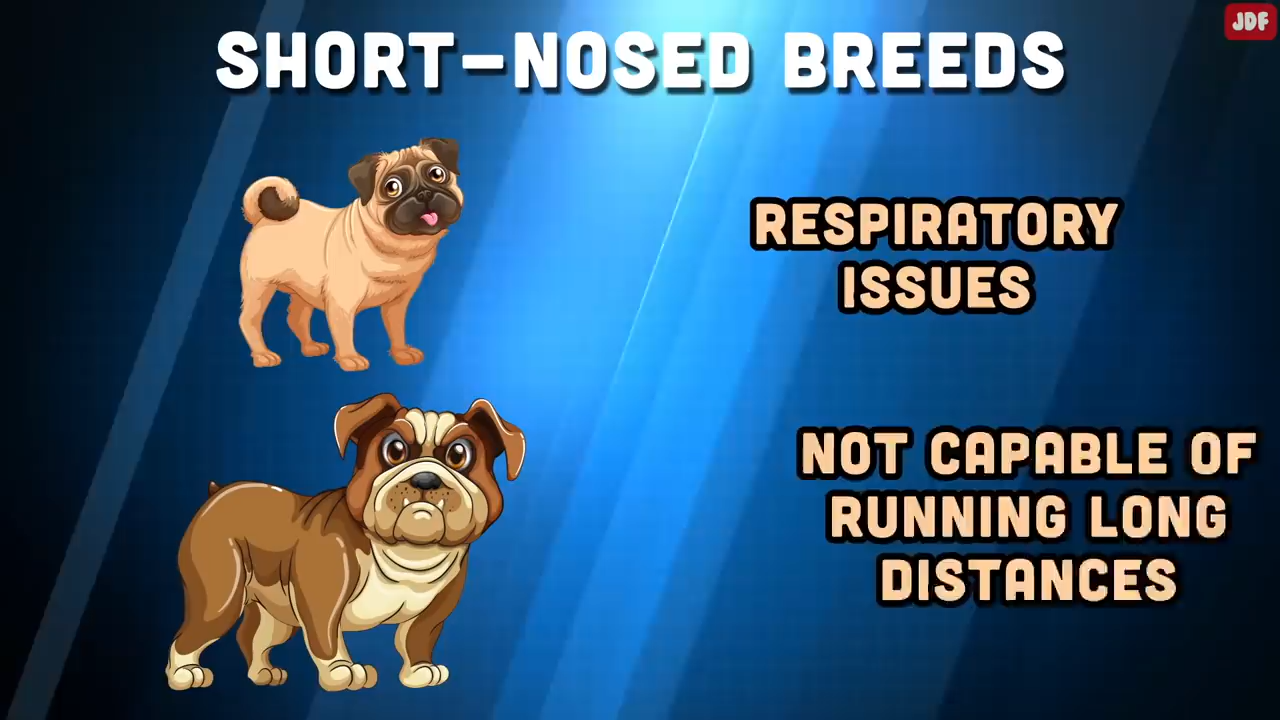 JDF
SHORT-NOSED BREEDS
RESPIRATORY
ISSUES
NOT CAPABLE OF
RUNNING LONG
DISTANCES